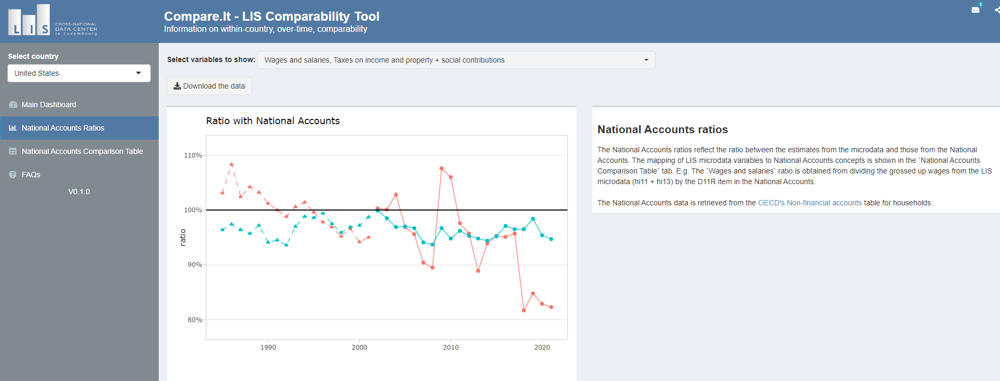 LIS
CROSS-NATIONAL
DATA CENTER
in Luxembourg
Compare.It - LIS Comparability Tool
Information on within-country, over-time, comparability
1
Select country
United States
Main Dashboard
National Accounts Ratios
National Accounts Comparison Table
FAQs
V0.1.0
Select variables to show: Wages and salaries, Taxes on income and property + social contributions
Download the data
Ratio with National Accounts
110%
100%
90%
80%
ratio
1990 2000 2010 2020
National Accounts ratios
The National Accounts ratios reflect the ratio between the estimates from the microdata and those from the National
Accounts. The mapping of LIS microdata variables to National Accounts concepts is shown in the `National Accounts
Comparison Table` tab. E.g. The `Wages and salaries` ratio is obtained from dividing the grossed up wages from the LIS
microdata (hi11 + hi13) by the D11R item in the National Accounts.
The National Accounts data is retrieved from the OECD's Non-financial accounts table for households.